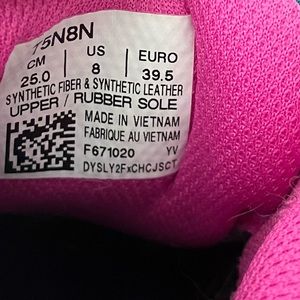 T5N8N
CM US EURO
25.0 8 39.5
SYNTHETIC FIBER & SYNTHETIC LEATHER
UPPER / RUBBER SOLE
MADE IN VIETNAM
FABRIQUE AU VIETNAM
F671020 YV
DYSLY2FxCHCJSCT